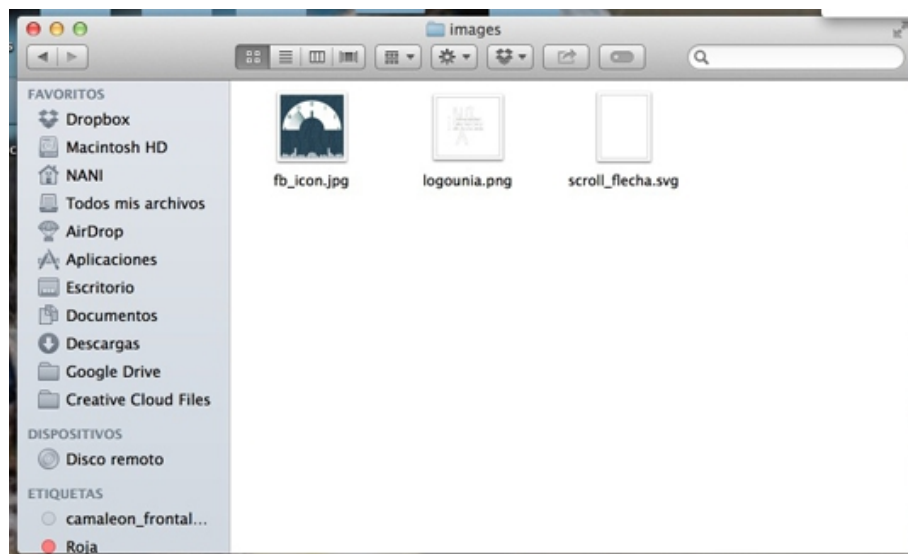 images
FAVORITOS
Dropbox
Macintosh HD
NANI
Todos mis archivos
AirDrop
Aplicaciones
Escritorio
Documentos
Descargas
Google Drive
Creative Cloud Files
DISPOSITIVOS
Disco remoto
ETIQUETAS
camaleon_frontal...
Roja
fb_icon.jpg
logounia.png
scroll_flecha.svg